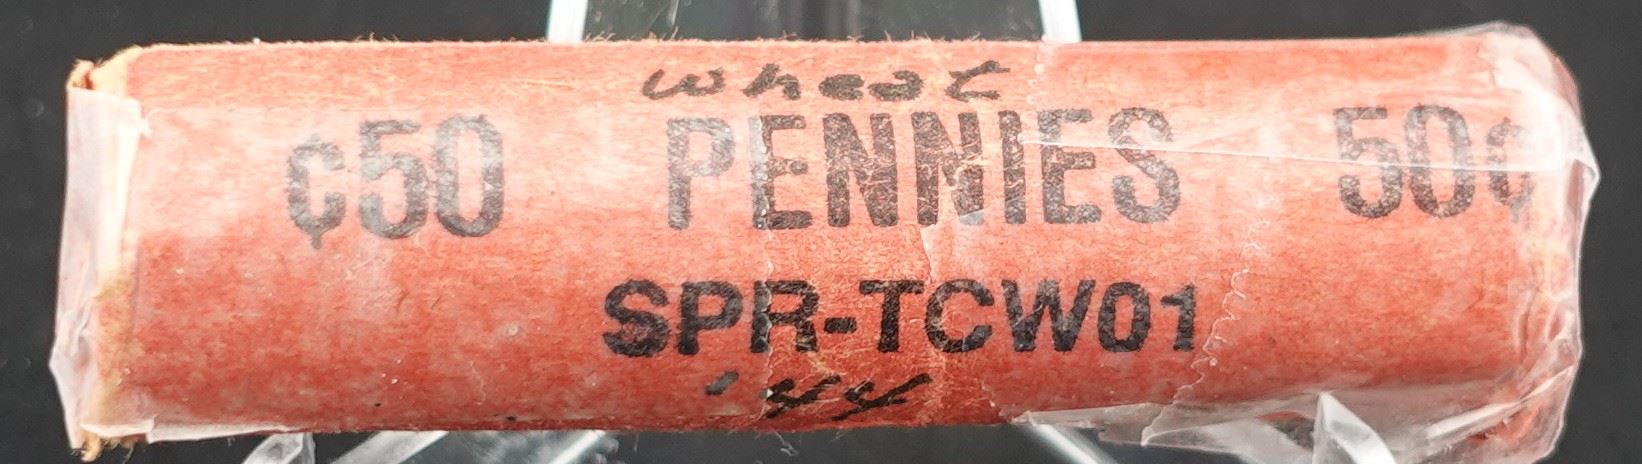 wheat
¢50 PENNIES 50¢
SPR-TCW01
'44